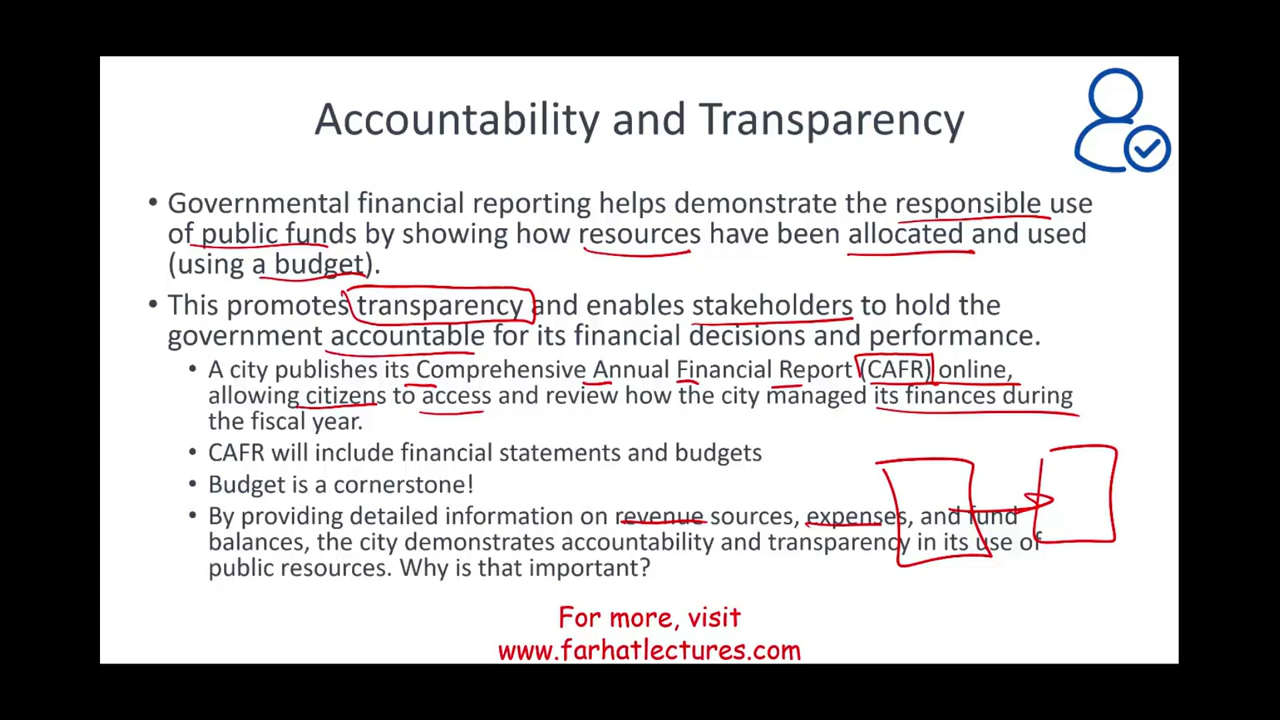 Accountability and Transparency
• Governmental financial reporting helps demonstrate the responsible use
of public funds by showing how resources have been allocated and used
(using a budget).
• This promotes transparency and enables stakeholders to hold the
government accountable for its financial decisions and performance.
• A city publishes its Comprehensive Annual Financial Report (CAFR) online,
allowing citizens to access and review how the city managed its finances during
the fiscal year.
• CAFR will include financial statements and budgets
• Budget is a cornerstone!
• By providing detailed information on revenue sources, expenses, and fund
balances, the city demonstrates accountability and transparency in its use of
public resources. Why is that important?
For more, visit
www.farhatlectures.com